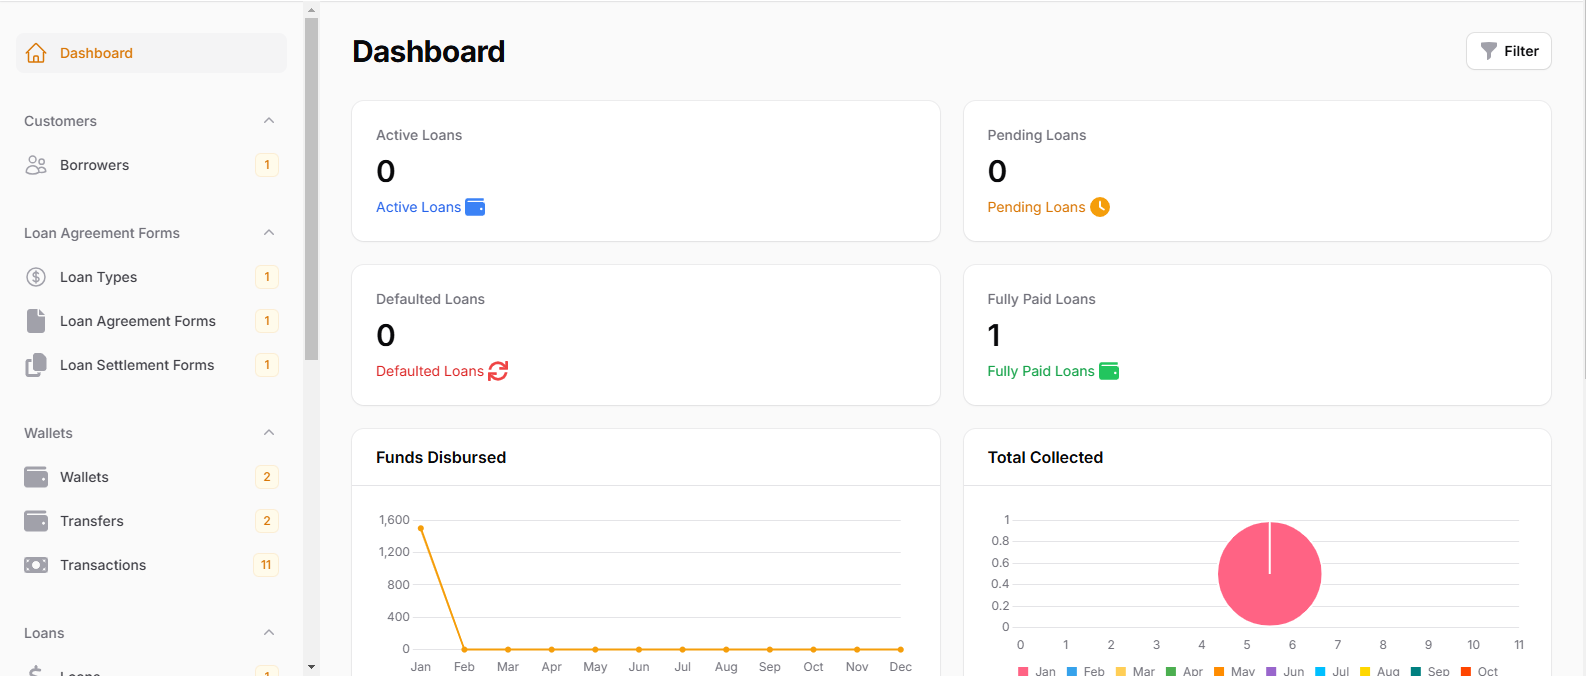 Dashboard
Customers
Borrowers 1
Loan Agreement Forms
Loan Types 1
Loan Agreement Forms 1
Loan Settlement Forms 1
Wallets
Wallets 2
Transfers 2
Transactions 11
Loans
Loans 1
Dashboard
Filter
Active Loans
0
Active Loans
Pending Loans
0
Pending Loans
Defaulted Loans
0
Defaulted Loans
Fully Paid Loans
1
Fully Paid Loans
Funds Disbursed
1,600
1,200
800
400
0
Jan Feb Mar Apr May Jun Jul Aug Sep Oct Nov Dec
Total Collected
1
0.8
0.6
0.4
0.2
0
0 1 2 3 4 5 6 7 8 9 10 11
Jan Feb Mar Apr May Jun Jul Aug Sep Oct